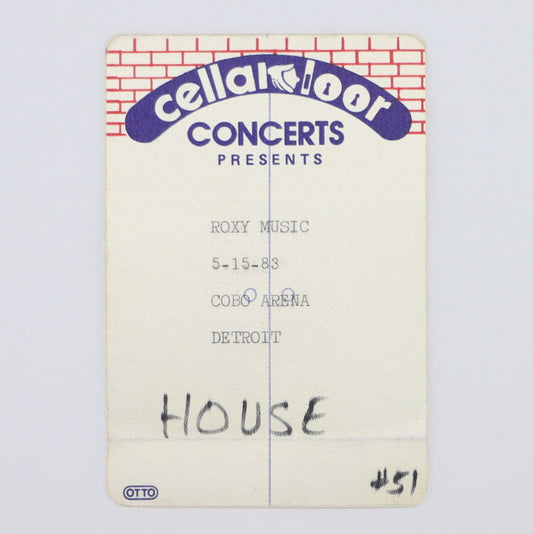 cellar door
CONCERTS
PRESENTS
ROXY MUSIC
5-15-83
COBO ARENA
DETROIT
HOUSE
#51
OTTO